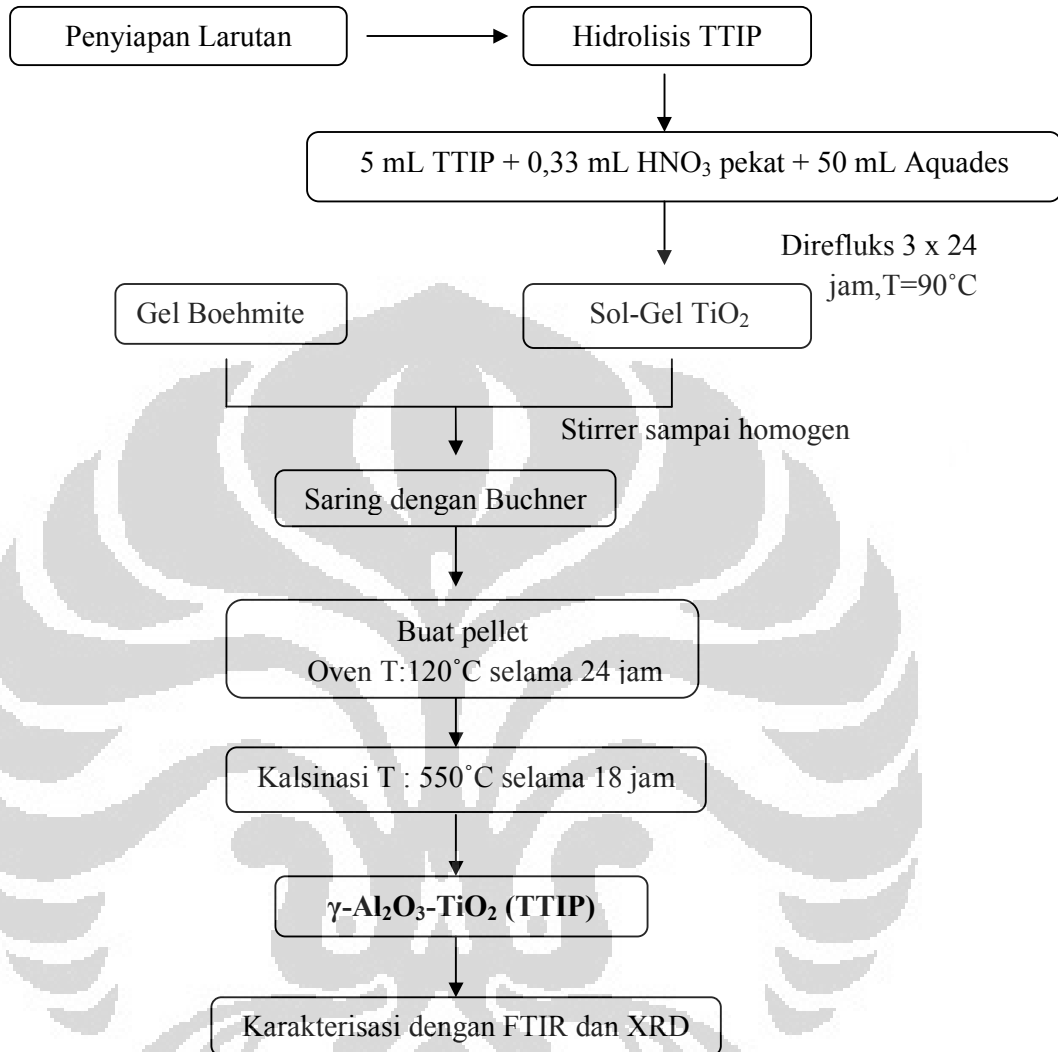 Penyiapan Larutan
Hidrolisis TTIP
5 mL TTIP + 0,33 mL HNO₃ pekat + 50 mL Aquades
Direfluks 3 x 24
jam,T=90˚C
Gel Boehmite
Sol-Gel TiO₂
Stirrer sampai homogen
Saring dengan Buchner
Buat pellet
Oven T:120˚C selama 24 jam
Kalsinasi T : 550˚C selama 18 jam
γ-Al₂O₃-TiO₂ (TTIP)
Karakterisasi dengan FTIR dan XRD